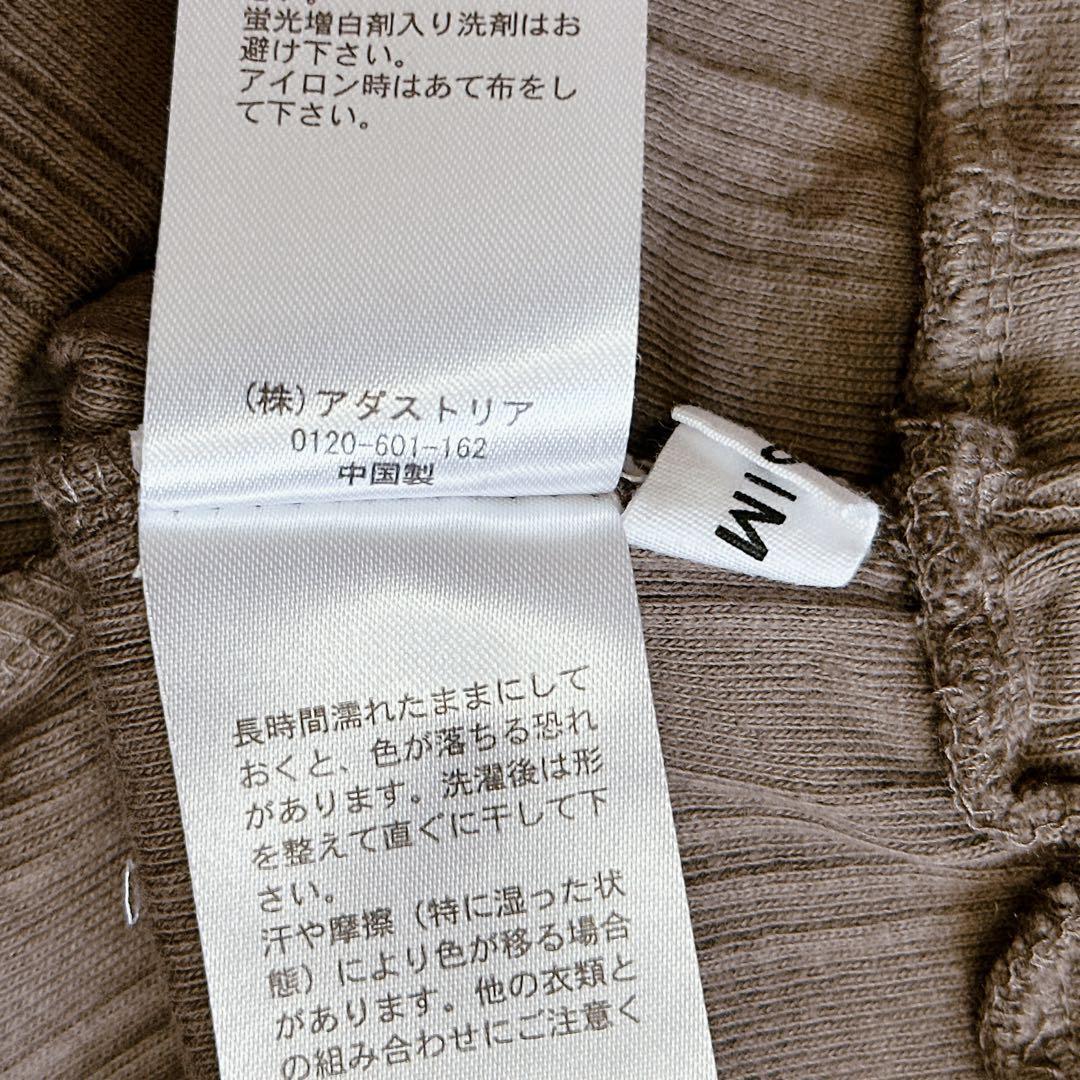 蛍光増白剤入り洗剤はお
避け下さい。
アイロン時はあて布をし
て下さい。
(株)アダストリア
0120-601-162
中国製
MI
長時間濡れたままにして
おくと、色が落ちる恐れ
があります。洗濯後は形
を整えて直ぐに干して下
さい。
汗や摩擦(特に湿った状
態)により色が移る場合
があります。他の衣類と
の組み合わせにご注意く